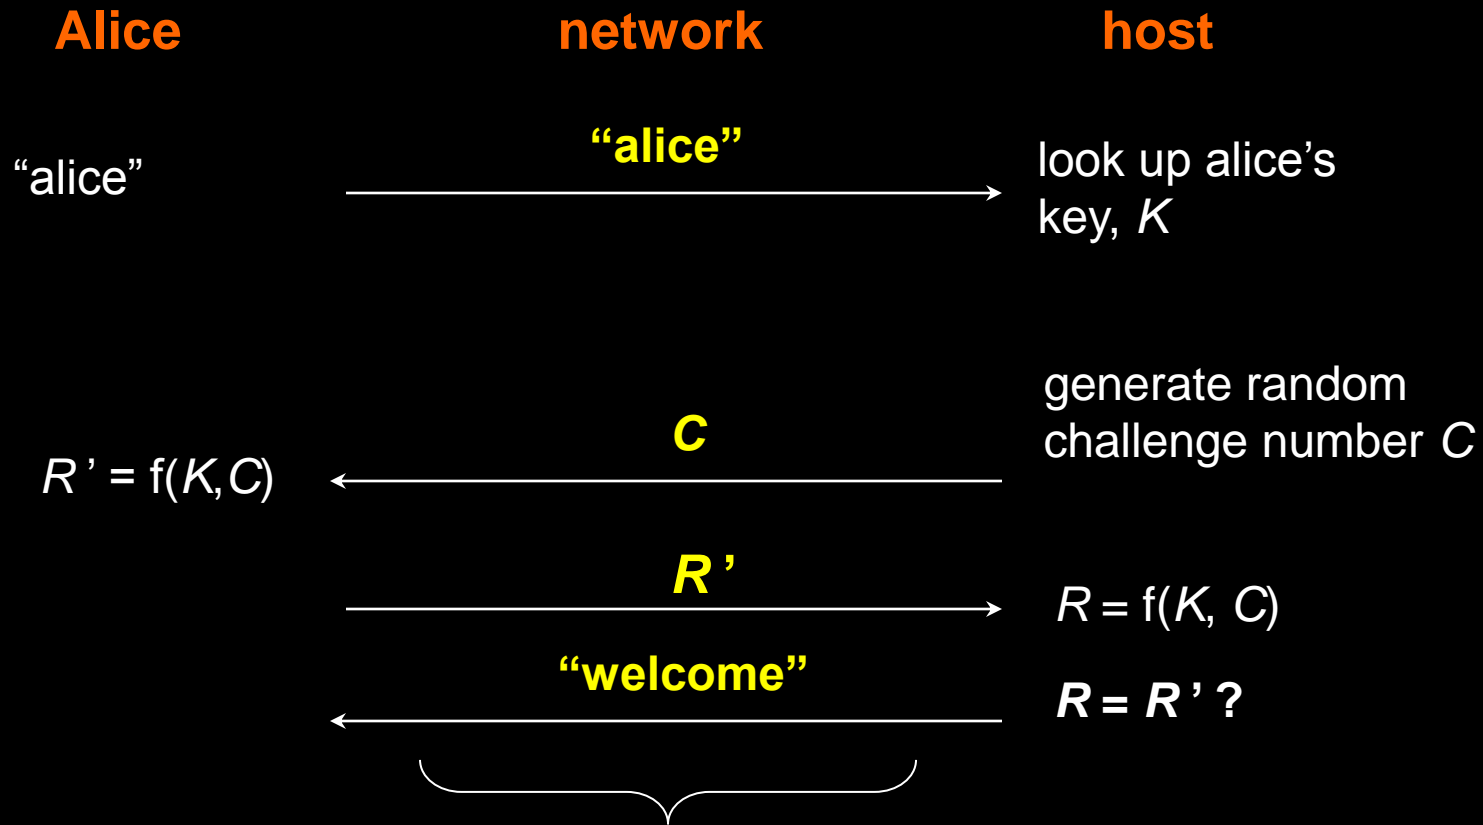 Alice network host
“alice”
“alice”
look up alice’s
key, K
generate random
challenge number C
C
R ’ = f(K,C)
R ’
R = f(K, C)
“welcome”
R = R ’ ?